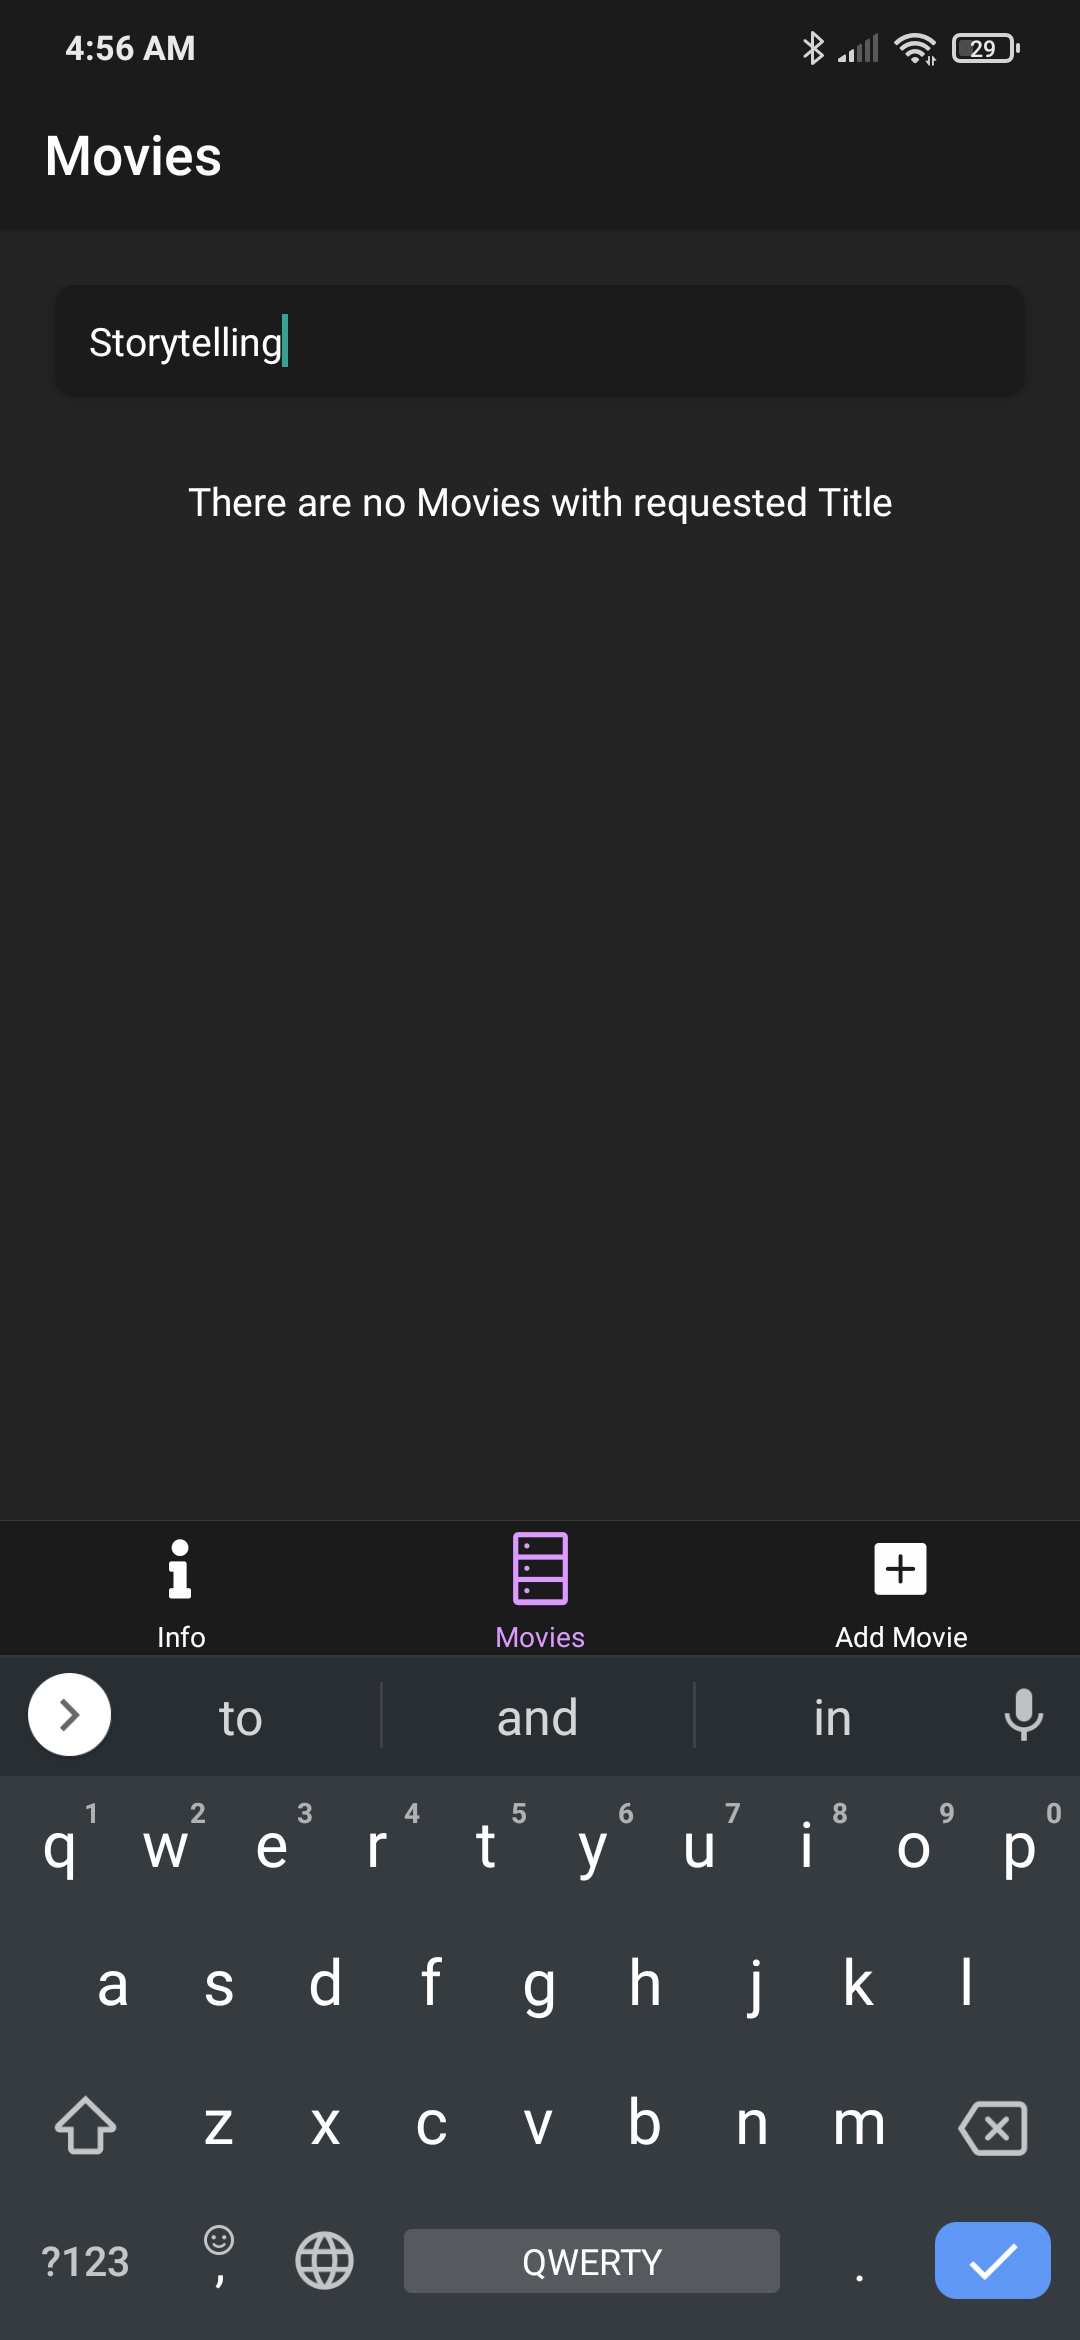 4:56 AM
29
Movies
Storytelling
There are no Movies with requested Title
Info
Movies
Add Movie
to
and
in
q 1 w 2 e 3 r 4 t 5 y 6 u 7 i 8 o 9 p 0
a s d f g h j k l
z x c v b n m
?123 , QWERTY .